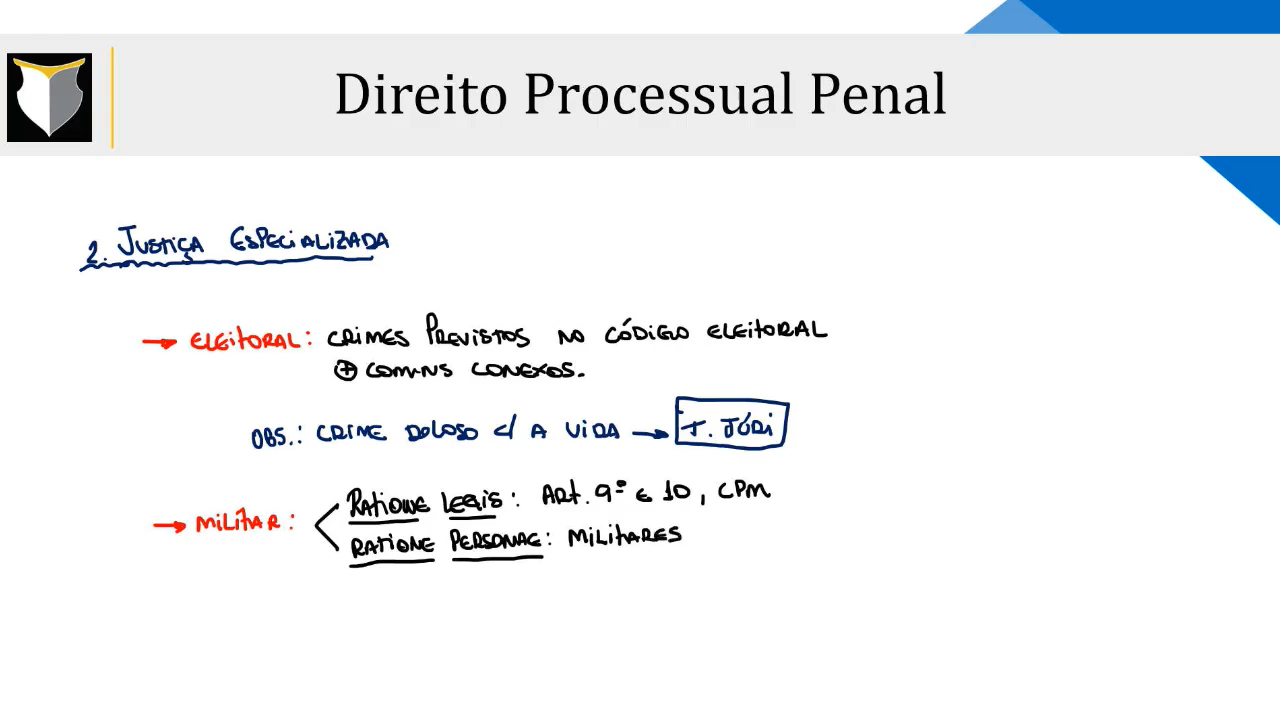 Direito Processual Penal
2. JUSTIÇA ESPECIALIZADA
→ ELEITORAL: CRIMES PREVISTOS NO CÓDIGO ELEITORAL
⊕ COMUNS CONEXOS.
OBS.: CRIME DOLOSO C/ A VIDA → T. JÚRI
→ MILITAR:
RATIONE LEGIS: ART. 9º E 10, CPM
RATIONE PERSONAE: MILITARES